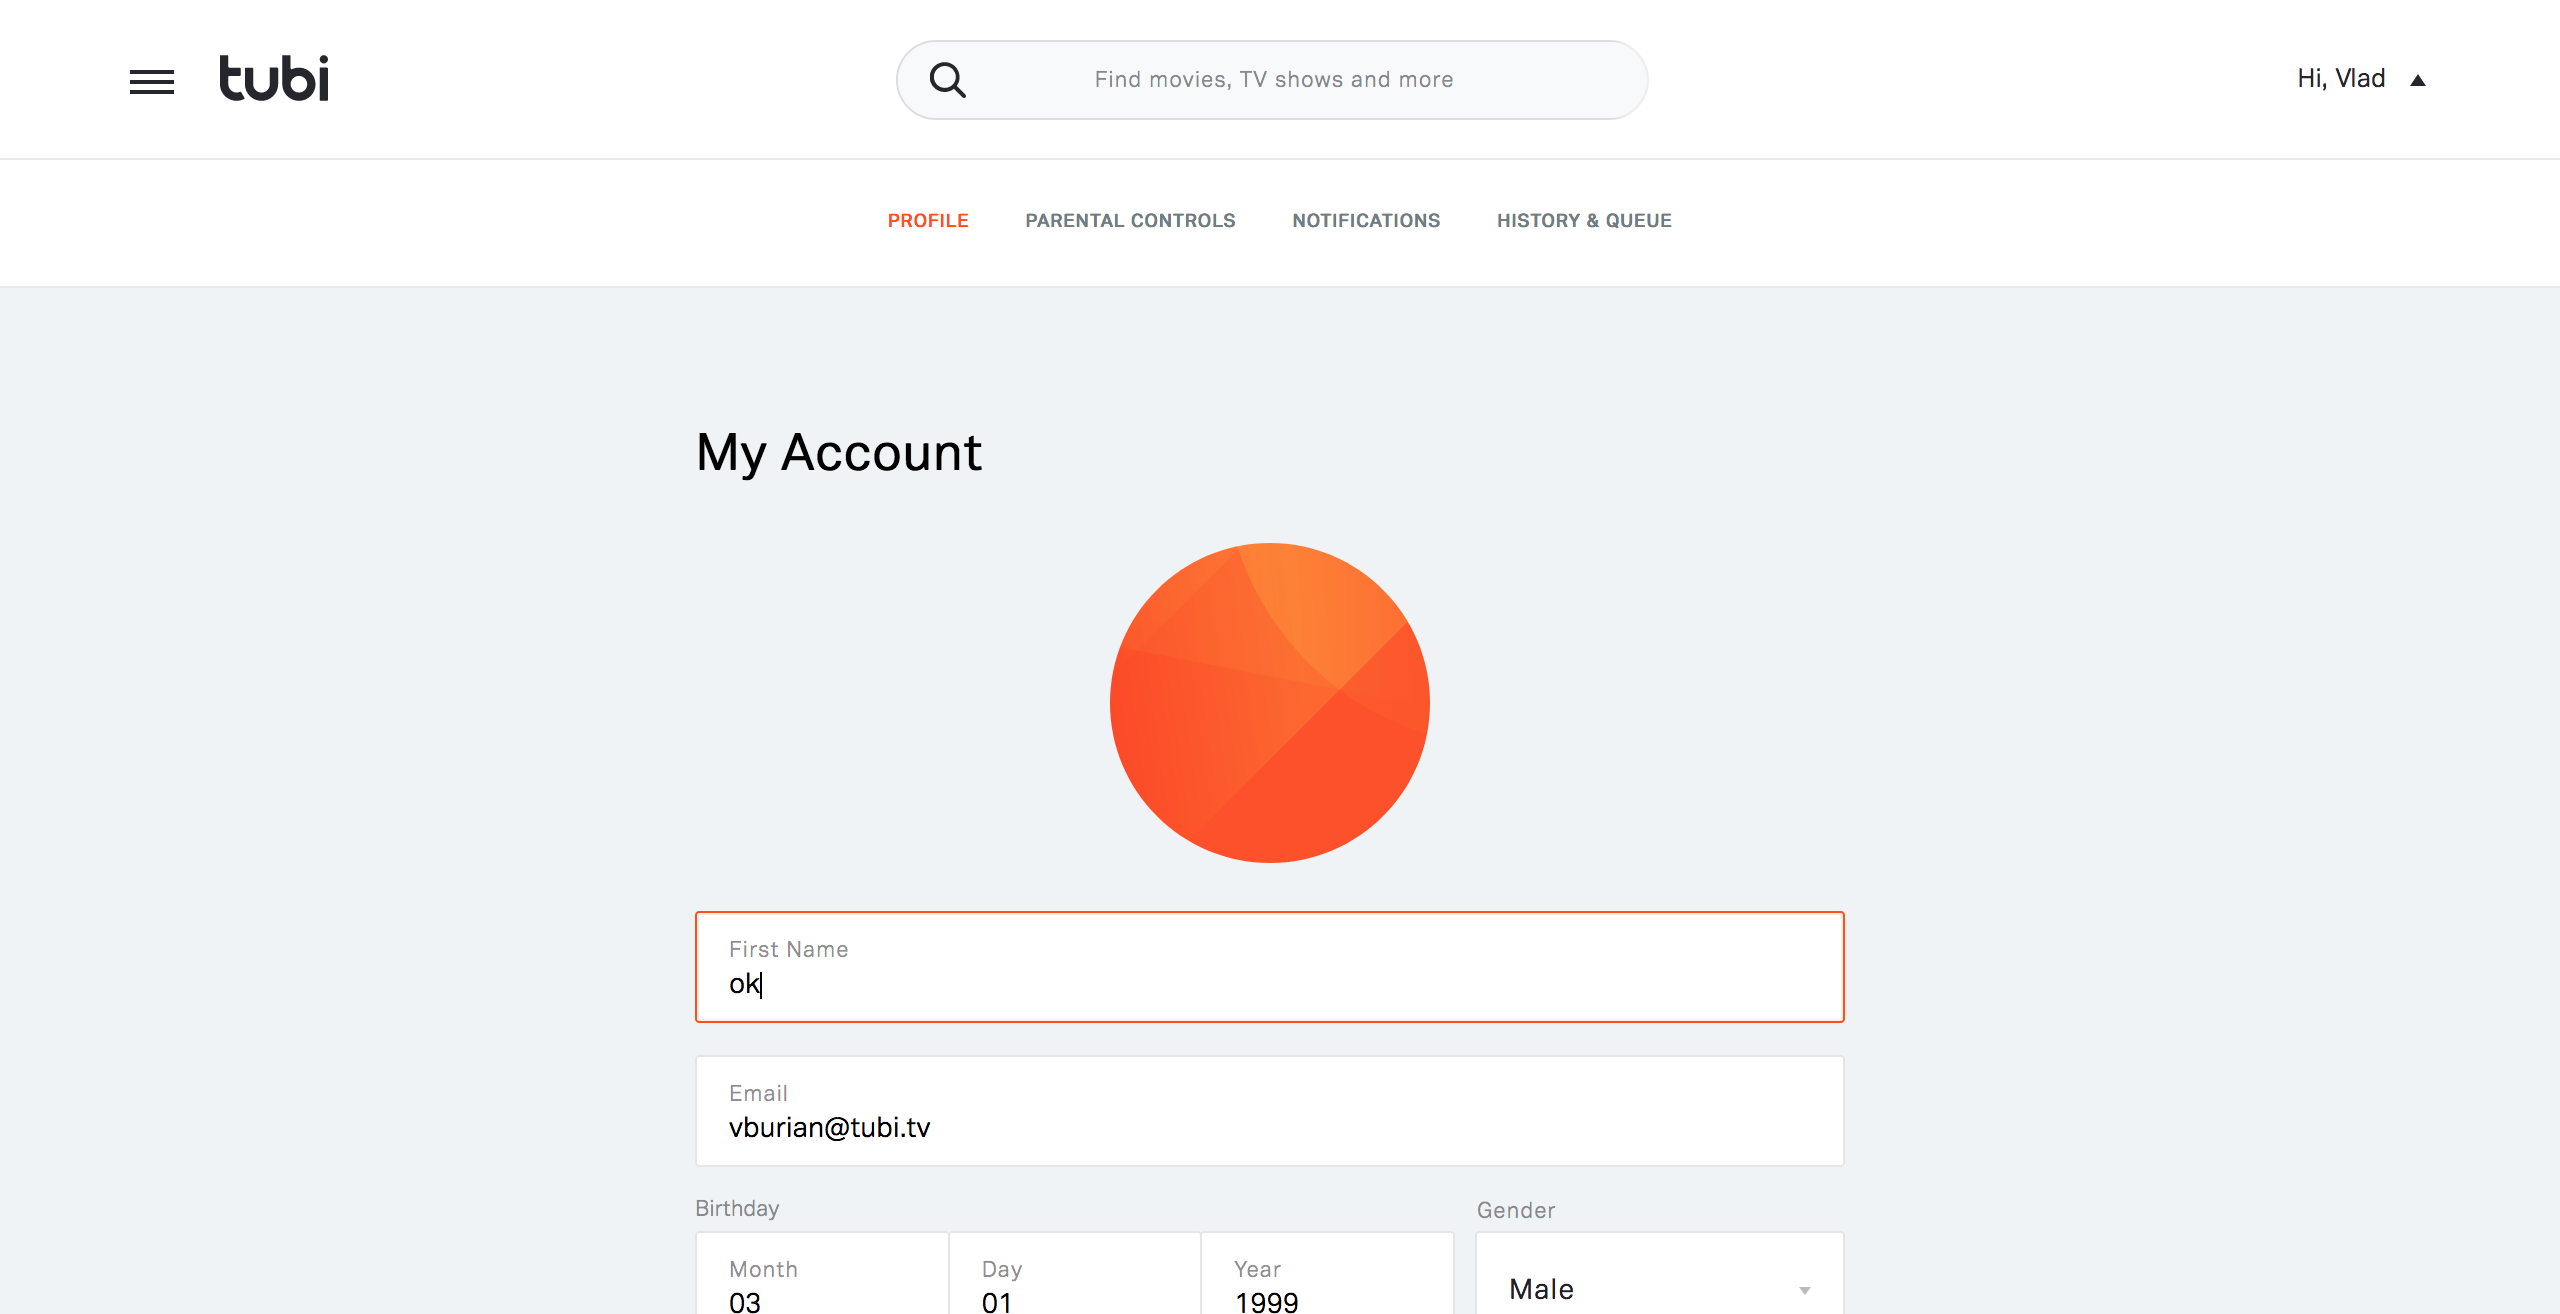 tubi
Find movies, TV shows and more
Hi, Vlad
PROFILE PARENTAL CONTROLS NOTIFICATIONS HISTORY & QUEUE
My Account
First Name
ok
Email
vburian@tubi.tv
Birthday Gender
Month Day Year
03 01 1999 Male